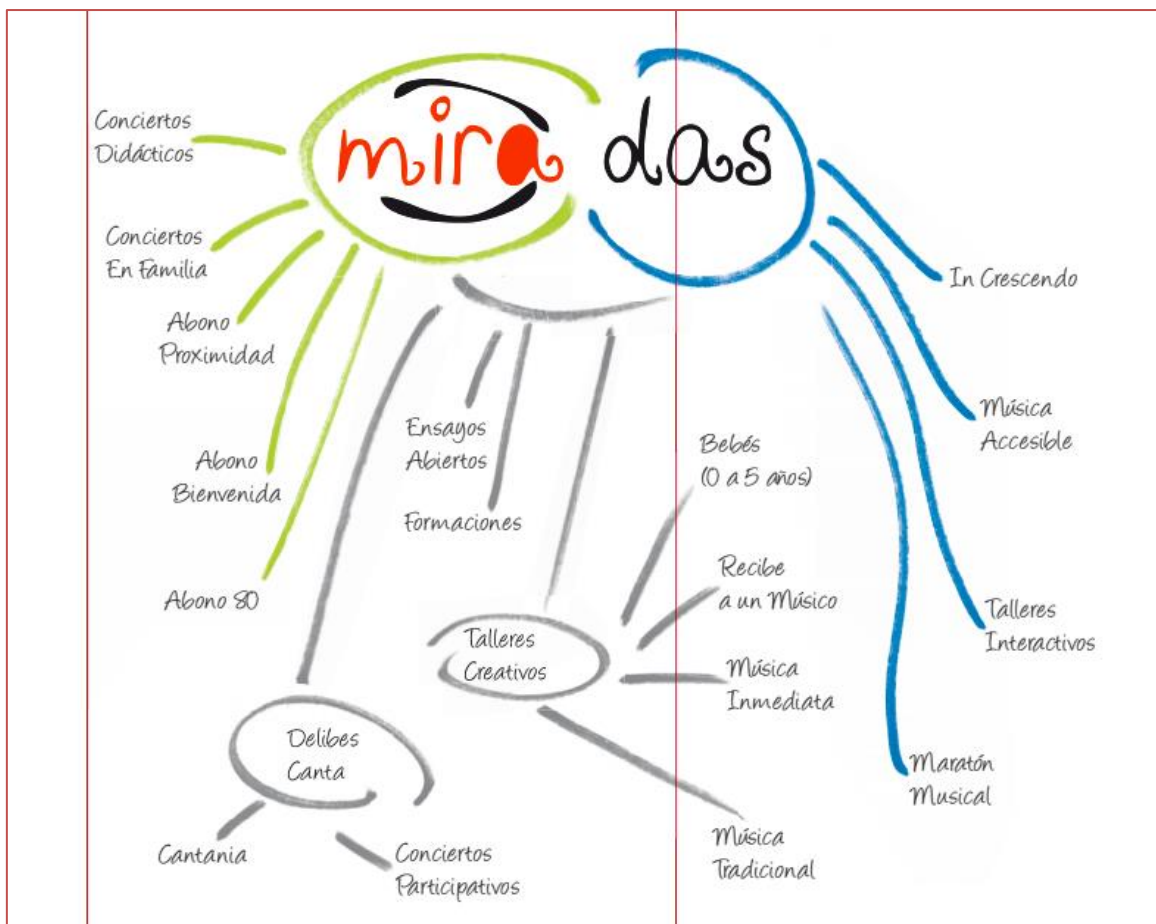 mira das
Conciertos
Didácticos
Conciertos
En Familia
Abono
Proximidad
Abono
Bienvenida
Abono 80
Ensayos
Abiertos
Formaciones
Talleres
Creativos
Bebés
(0 a 5 años)
Recibe
a un Músico
Música
Inmediata
Música
Tradicional
Delibes
Canta
Cantania
Conciertos
Participativos
In Crescendo
Música
Accesible
Talleres
Interactivos
Maratón
Musical